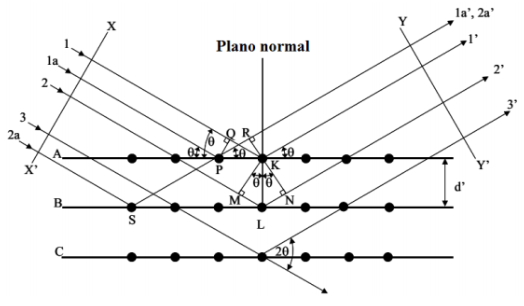 X
Y
1a', 2a'
1
1'
1a
Plano normal
2
2'
3
3'
2a
Q R
θ
A
θ θ θ
P K
X'
Y'
θ θ
d'
M N
B
S L
C
2θ